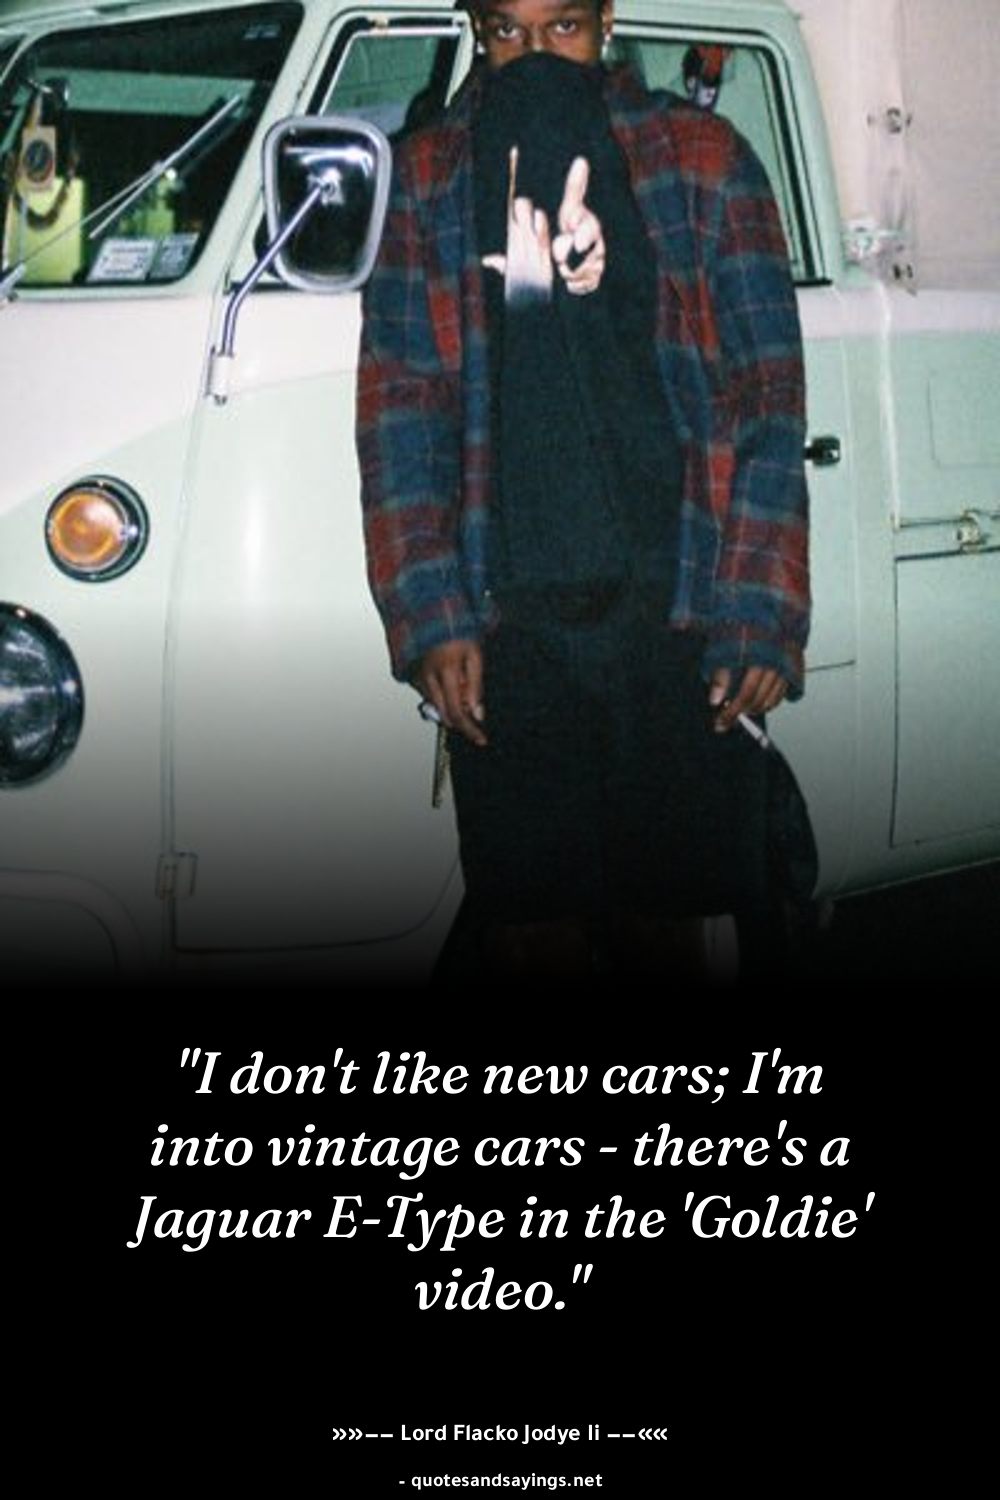 "I don't like new cars; I'm
into vintage cars - there's a
Jaguar E-Type in the 'Goldie'
video."
»»−− Lord Flacko Jodye Ii −−««
- quotesandsayings.net